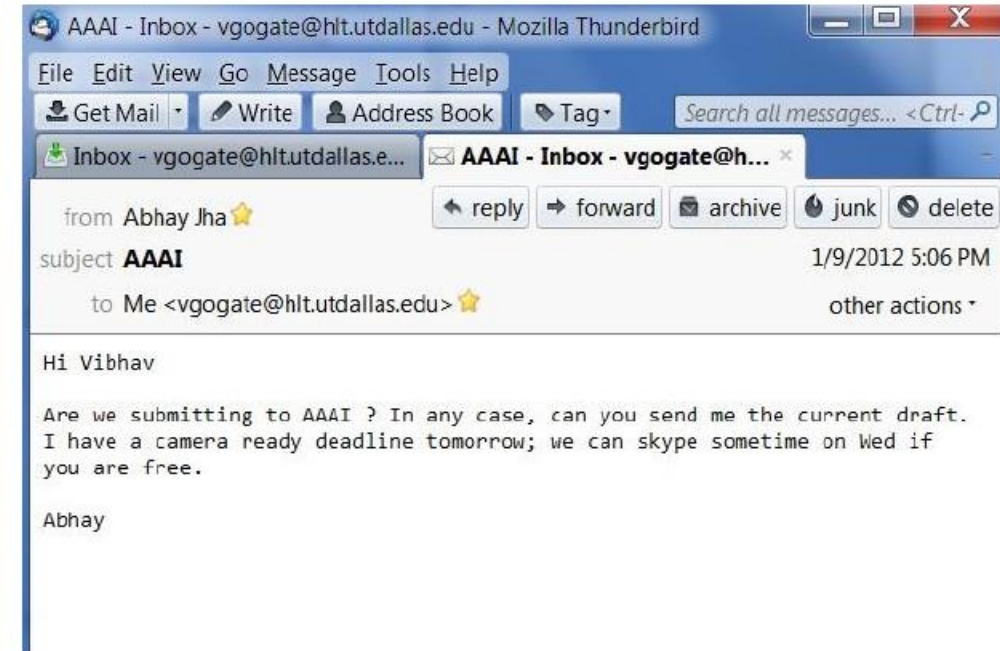 AAAI - Inbox - vgogate@hlt.utdallas.edu - Mozilla Thunderbird
File Edit View Go Message Tools Help
Get Mail Write Address Book Tag Search all messages... <Ctrl-
Inbox - vgogate@hlt.utdallas.e... AAAI - Inbox - vgogate@h...
from Abhay Jha reply forward archive junk delete
subject AAAI 1/9/2012 5:06 PM
to Me <vgogate@hlt.utdallas.edu> other actions
Hi Vibhav
Are we submitting to AAAI ? In any case, can you send me the current draft.
I have a camera ready deadline tomorrow; we can skype sometime on Wed if
you are free.
Abhay